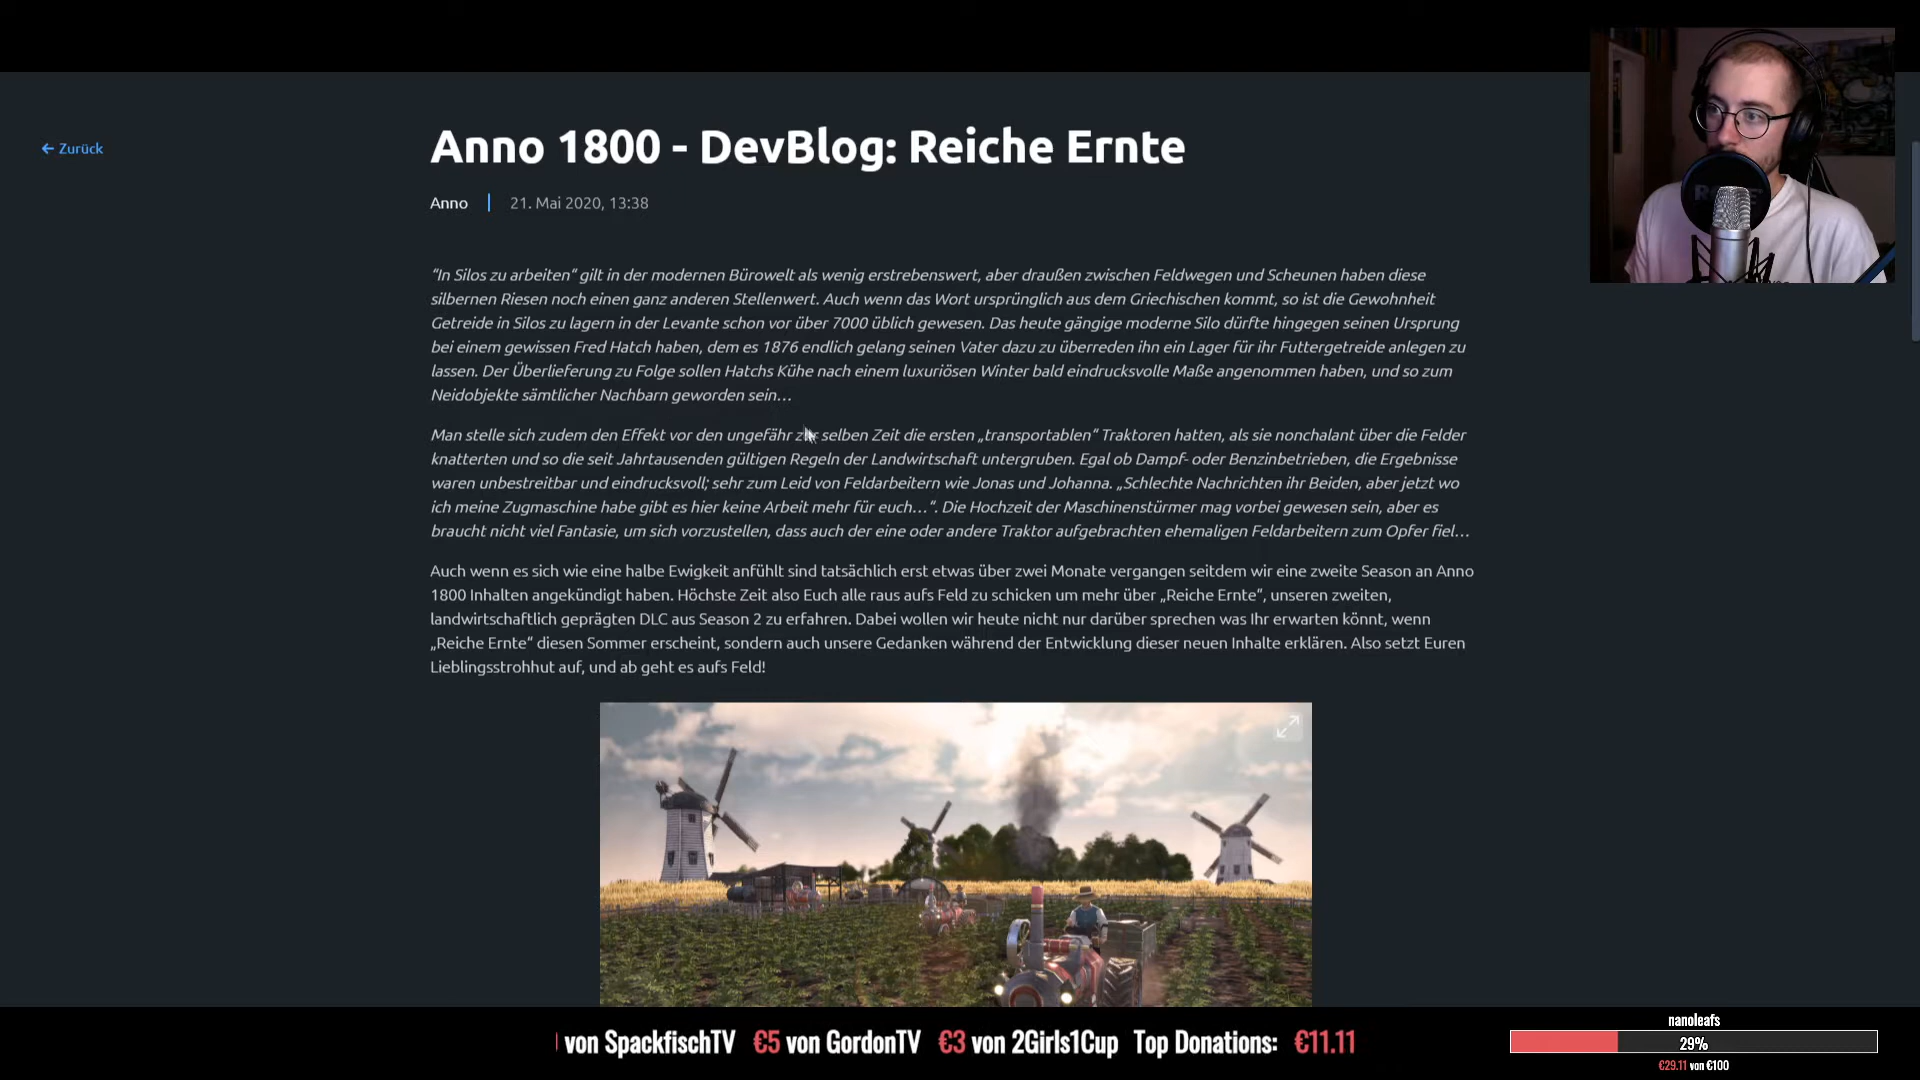 ← Zurück
Anno 1800 - DevBlog: Reiche Ernte
Anno | 21. Mai 2020, 13:38
"In Silos zu arbeiten" gilt in der modernen Bürowelt als wenig erstrebenswert, aber draußen zwischen Feldwegen und Scheunen haben diese
silbernen Riesen noch einen ganz anderen Stellenwert. Auch wenn das Wort ursprünglich aus dem Griechischen kommt, so ist die Gewohnheit
Getreide in Silos zu lagern in der Levante schon vor über 7000 üblich gewesen. Das heute gängige moderne Silo dürfte hingegen seinen Ursprung
bei einem gewissen Fred Hatch haben, dem es 1876 endlich gelang seinen Vater dazu zu überreden ihn ein Lager für ihr Futtergetreide anlegen zu
lassen. Der Überlieferung zu Folge sollen Hatchs Kühe nach einem luxuriösen Winter bald eindrucksvolle Maße angenommen haben, und so zum
Neidobjekte sämtlicher Nachbarn geworden sein…
Man stelle sich zudem den Effekt vor den ungefähr zur selben Zeit die ersten „transportablen“ Traktoren hatten, als sie nonchalant über die Felder
knatterten und so die seit Jahrtausenden gültigen Regeln der Landwirtschaft untergruben. Egal ob Dampf- oder Benzinbetrieben, die Ergebnisse
waren unbestreitbar und eindrucksvoll; sehr zum Leid von Feldarbeitern wie Jonas und Johanna. „Schlechte Nachrichten ihr Beiden, aber jetzt wo
ich meine Zugmaschine habe gibt es hier keine Arbeit mehr für euch…“. Die Hochzeit der Maschinenstürmer mag vorbei gewesen sein, aber es
braucht nicht viel Fantasie, um sich vorzustellen, dass auch der eine oder andere Traktor aufgebrachten ehemaligen Feldarbeitern zum Opfer fiel…
Auch wenn es sich wie eine halbe Ewigkeit anfühlt sind tatsächlich erst etwas über zwei Monate vergangen seitdem wir eine zweite Season an Anno
1800 Inhalten angekündigt haben. Höchste Zeit also Euch alle raus aufs Feld zu schicken um mehr über „Reiche Ernte“, unseren zweiten,
landwirtschaftlich geprägten DLC aus Season 2 zu erfahren. Dabei wollen wir heute nicht nur darüber sprechen was Ihr erwarten könnt, wenn
„Reiche Ernte“ diesen Sommer erscheint, sondern auch unsere Gedanken während der Entwicklung dieser neuen Inhalte erklären. Also setzt Euren
Lieblingsstrohhut auf, und ab geht es aufs Feld!
von SpackfischTV €5 von GordonTV €3 von 2Girls1Cup Top Donations: €11.11
nanoleafs
29%
€29.11 von €100